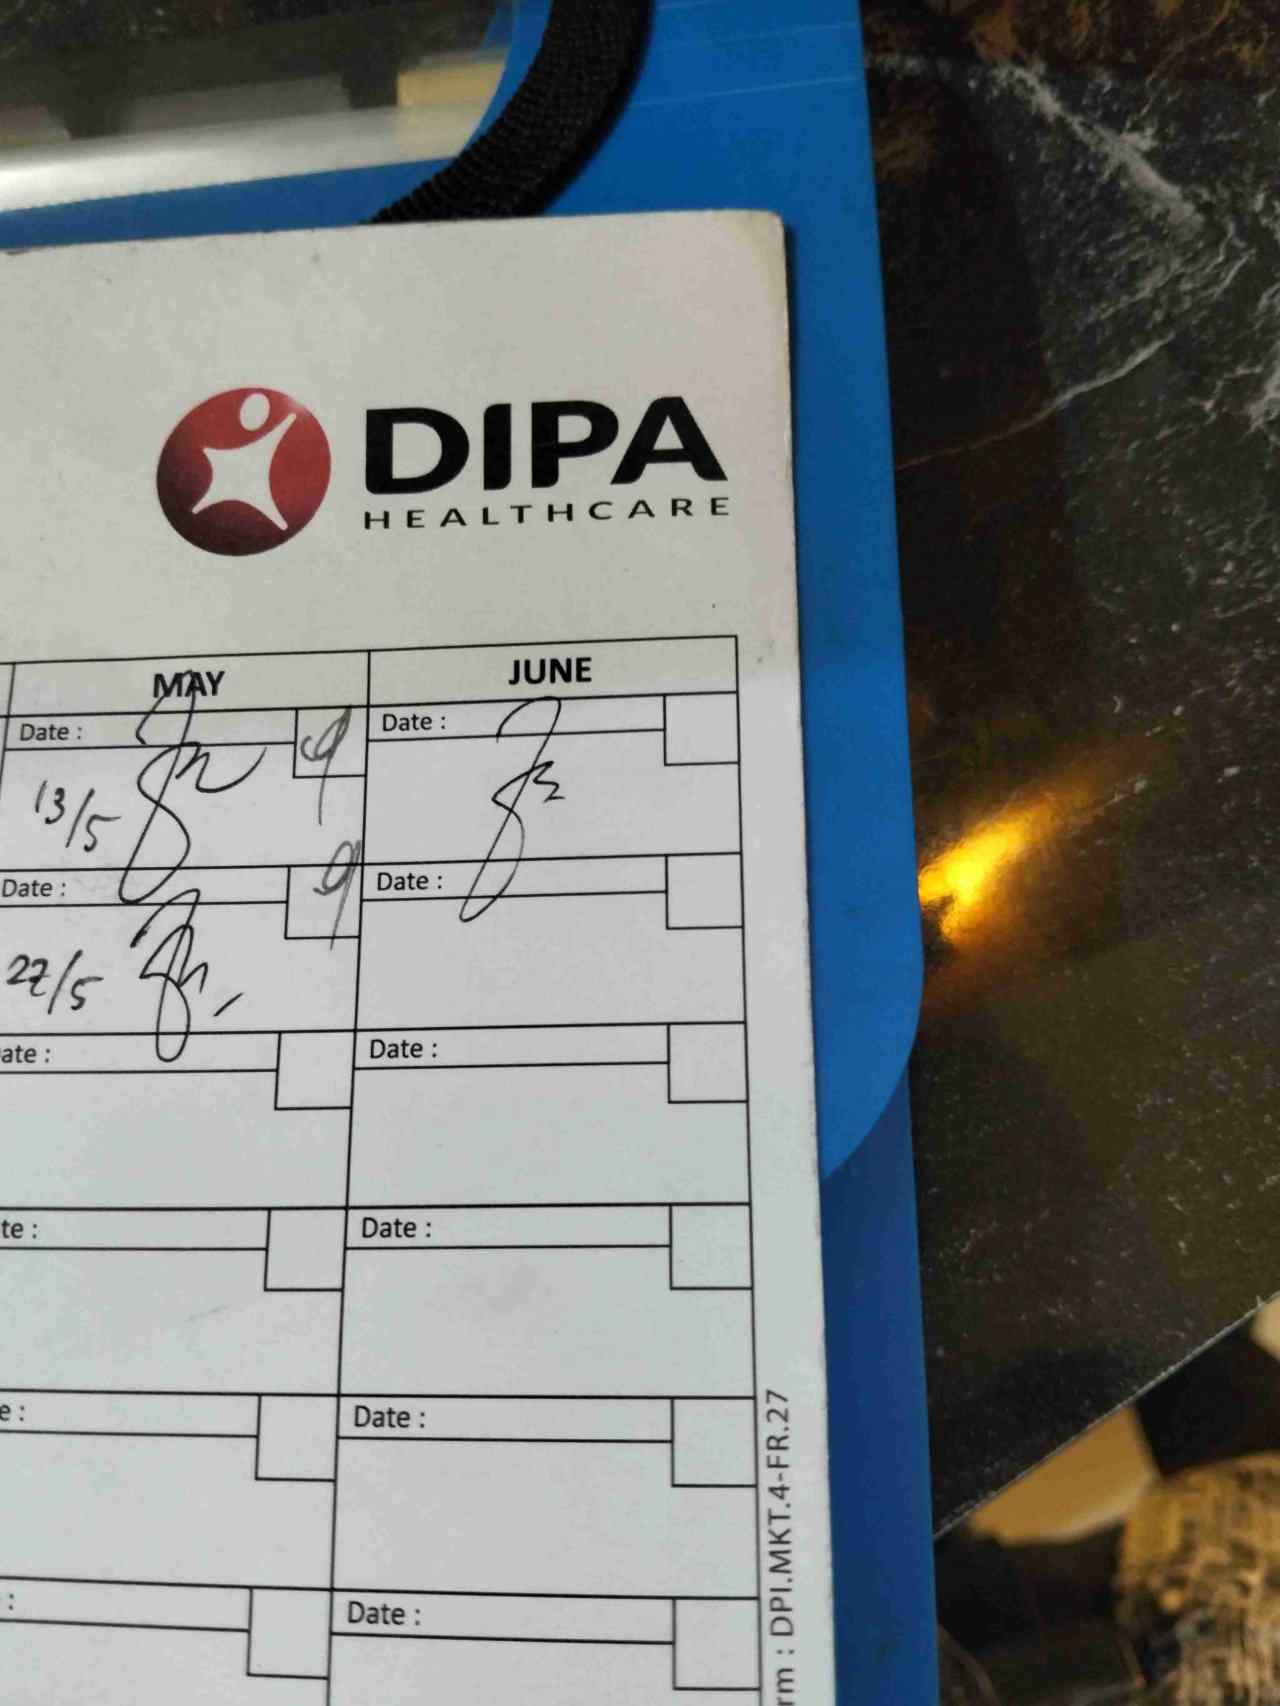 DIPA
HEALTHCARE
MAY JUNE
Date : Date :
13/5
Date : Date :
27/5
ate : Date :
te : Date :
e : Date :
: Date :
rm : DPI.MKT.4-FR.27